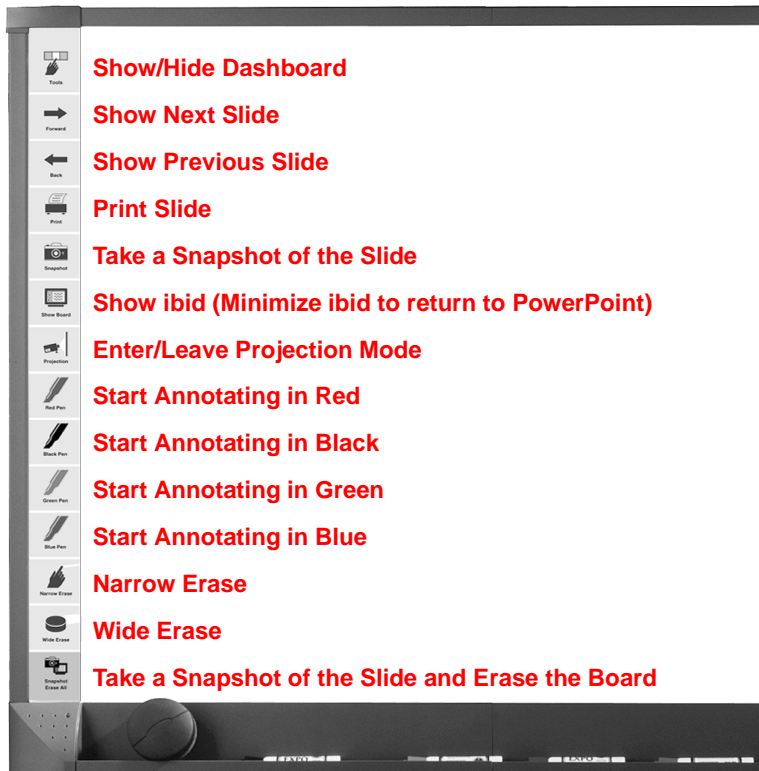 Tools
Show/Hide Dashboard
Forward
Show Next Slide
Back
Show Previous Slide
Print
Print Slide
Snapshot
Take a Snapshot of the Slide
Show Board
Show ibid (Minimize ibid to return to PowerPoint)
Projection
Enter/Leave Projection Mode
Red Pen
Start Annotating in Red
Black Pen
Start Annotating in Black
Green Pen
Start Annotating in Green
Blue Pen
Start Annotating in Blue
Narrow Erase
Narrow Erase
Wide Erase
Wide Erase
Snapshot
Erase All
Take a Snapshot of the Slide and Erase the Board
EXPO
EXPO